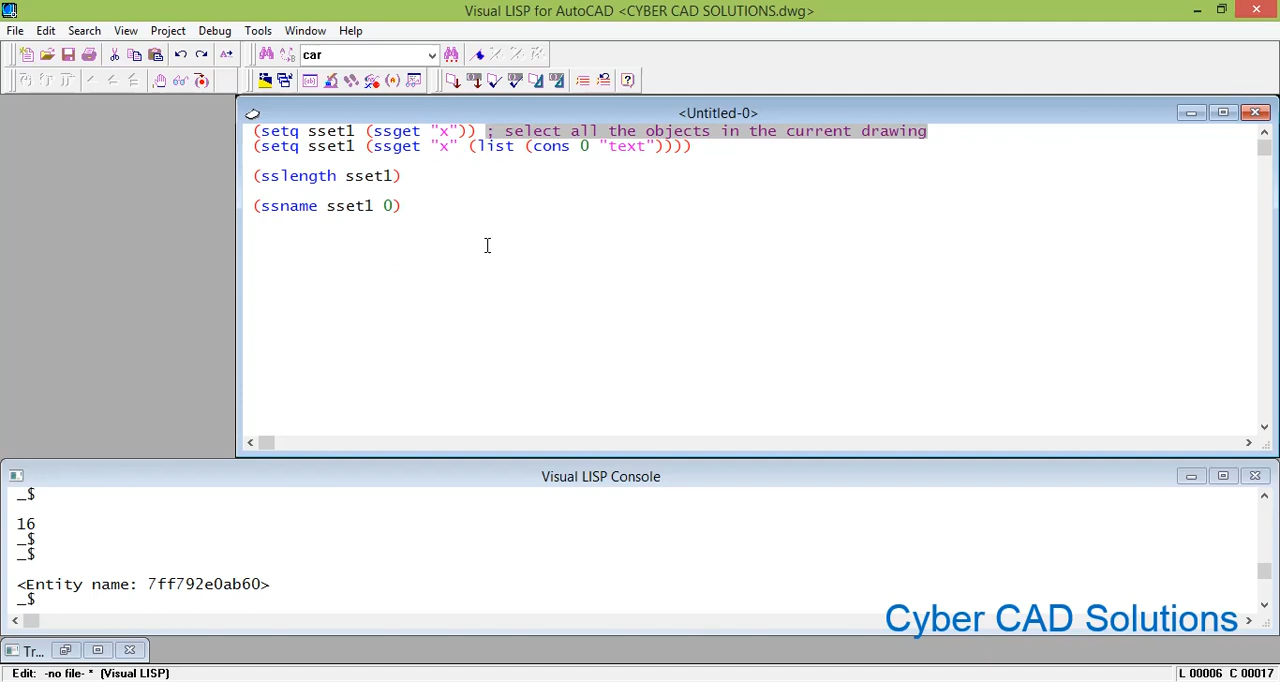 Visual LISP for AutoCAD <CYBER CAD SOLUTIONS.dwg>
File Edit Search View Project Debug Tools Window Help
car
<Untitled-0>
(setq sset1 (ssget "x")) ; select all the objects in the current drawing
(setq sset1 (ssget "x" (list (cons 0 "text"))))
(sslength sset1)
(ssname sset1 0)
Visual LISP Console
_$
16
_$
_$
<Entity name: 7ff792e0ab60>
_$
Cyber CAD Solutions
Tr...
Edit: -no file- * (Visual LISP) L 00006 C 00017